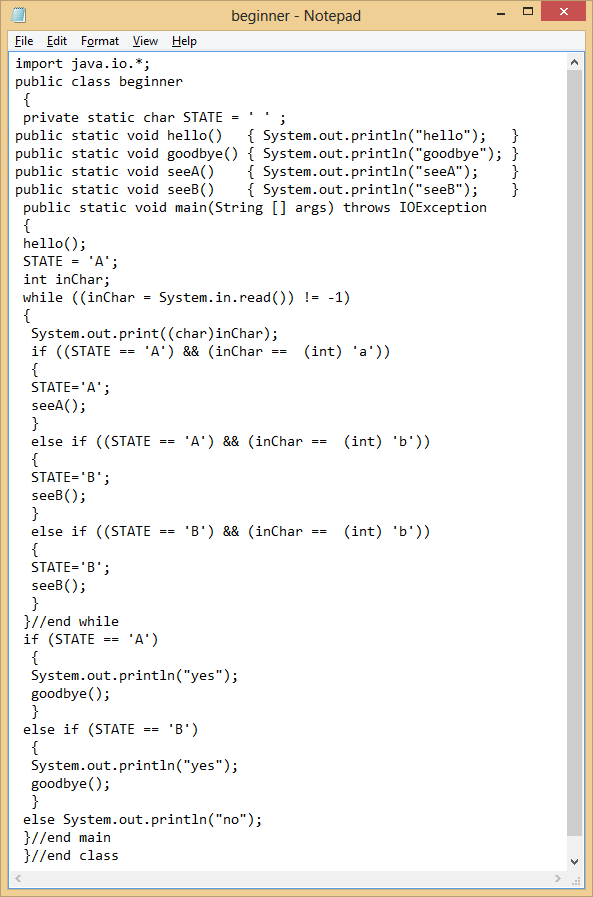 beginner - Notepad
File Edit Format View Help
import java.io.*;
public class beginner
 {
 private static char STATE = ' ' ;
public static void hello()   { System.out.println("hello");   }
public static void goodbye() { System.out.println("goodbye"); }
public static void seeA()    { System.out.println("seeA");    }
public static void seeB()    { System.out.println("seeB");    }
 public static void main(String [] args) throws IOException
 {
 hello();
 STATE = 'A';
 int inChar;
 while ((inChar = System.in.read()) != -1)
 {
  System.out.print((char)inChar);
  if ((STATE == 'A') && (inChar ==  (int) 'a'))
  {
  STATE='A';
  seeA();
  }
  else if ((STATE == 'A') && (inChar ==  (int) 'b'))
  {
  STATE='B';
  seeB();
  }
  else if ((STATE == 'B') && (inChar ==  (int) 'b'))
  {
  STATE='B';
  seeB();
  }
 }//end while
 if (STATE == 'A')
  {
  System.out.println("yes");
  goodbye();
  }
 else if (STATE == 'B')
  {
  System.out.println("yes");
  goodbye();
  }
 else System.out.println("no");
 }//end main
 }//end class